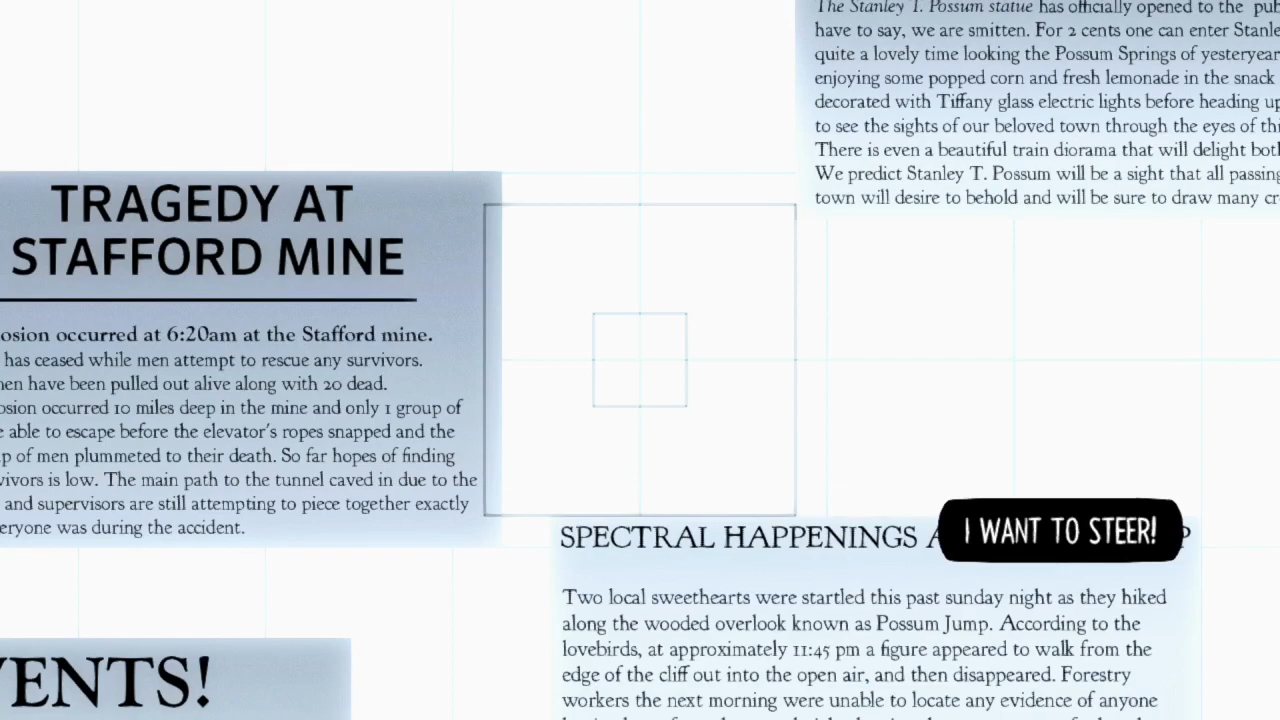 The Stanley T. Possum statue has officially opened to the
have to say, we are smitten. For 2 cents one can enter
quite a lovely time looking the Possum Springs of yesteryear
enjoying some popped corn and fresh lemonade in the snack
decorated with Tiffany glass electric lights before heading up
to see the sights of our beloved town through the eyes of
There is even a beautiful train diorama that will delight
We predict Stanley T. Possum will be a sight that all
town will desire to behold and will be sure to draw many
TRAGEDY AT
STAFFORD MINE
occurred at 6:20am at the Stafford mine.
has ceased while men attempt to rescue any survivors.
have been pulled out alive along with 20 dead.
occurred 10 miles deep in the mine and only 1 group of
able to escape before the elevator's ropes snapped and the
of men plummeted to their death. So far hopes of finding
is low. The main path to the tunnel caved in due to the
and supervisors are still attempting to piece together exactly
was during the accident.
SPECTRAL HAPPENINGS
I WANT TO STEER!
Two local sweethearts were startled this past sunday night as they hiked
along the wooded overlook known as Possum Jump. According to the
lovebirds, at approximately 11:45 pm a figure appeared to walk from the
edge of the cliff out into the open air, and then disappeared. Forestry
workers the next morning were unable to locate any evidence of anyone
VENTS!